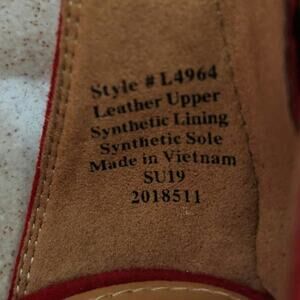 Style # L4964
Leather Upper
Synthetic Lining
Synthetic Sole
Made in Vietnam
SU19
2018511